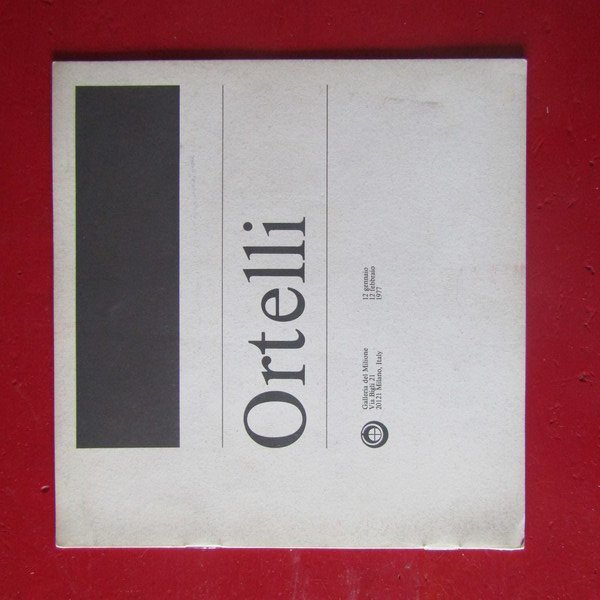 Ortelli
Galleria del Milione
Via Bigli 21
20121 Milano, Italy
12 gennaio
12 febbraio
1977